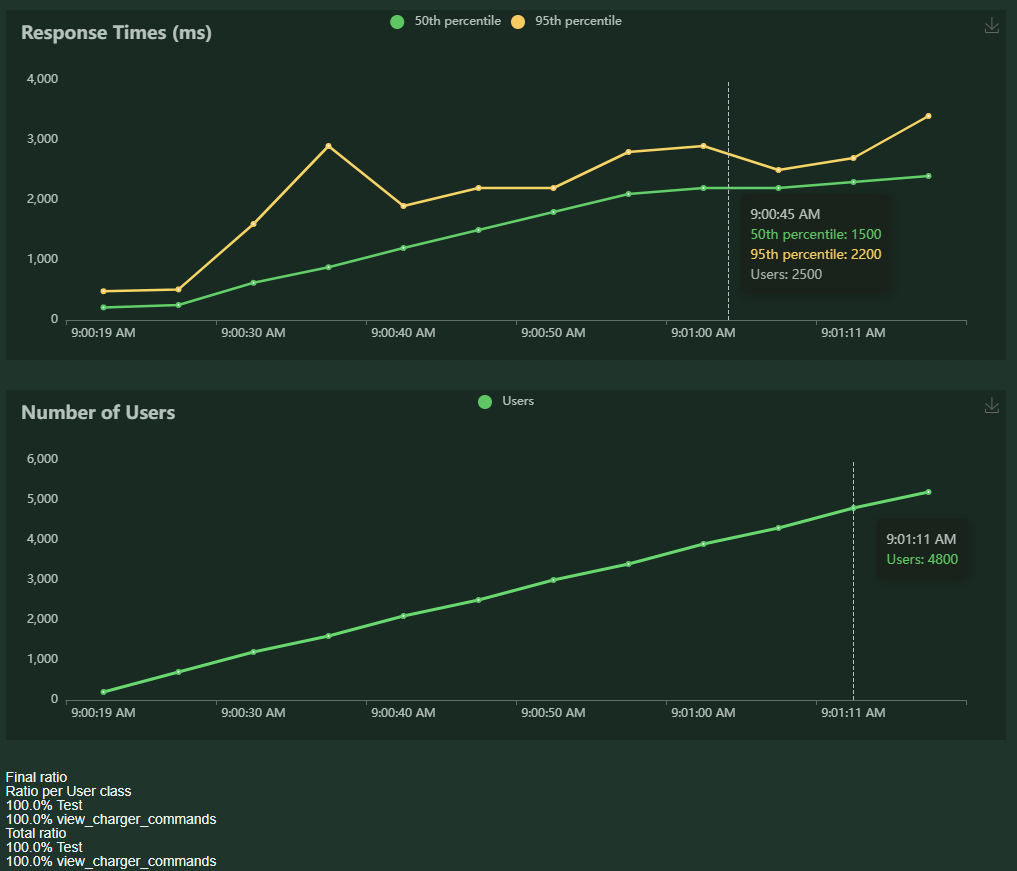 Response Times (ms)
50th percentile 95th percentile
4,000
3,000
2,000
1,000
0
9:00:19 AM 9:00:30 AM 9:00:40 AM 9:00:50 AM 9:01:00 AM 9:01:11 AM
9:00:45 AM
50th percentile: 1500
95th percentile: 2200
Users: 2500
Number of Users
Users
6,000
5,000
4,000
3,000
2,000
1,000
0
9:00:19 AM 9:00:30 AM 9:00:40 AM 9:00:50 AM 9:01:00 AM 9:01:11 AM
9:01:11 AM
Users: 4800
Final ratio
Ratio per User class
100.0% Test
100.0% view_charger_commands
Total ratio
100.0% Test
100.0% view_charger_commands